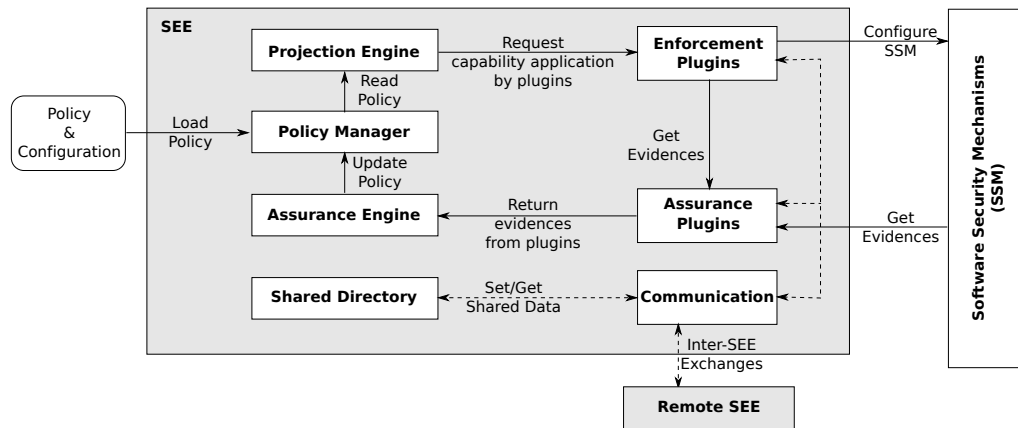 SEE
Projection Engine
Request
capability application
by plugins
Enforcement
Plugins
Configure
SSM
Read
Policy
Policy
&
Configuration
Load
Policy
Policy Manager
Get
Evidences
Update
Policy
Assurance Engine
Return
evidences
from plugins
Assurance
Plugins
Get
Evidences
Software Security Mechanisms
(SSM)
Shared Directory
Set/Get
Shared Data
Communication
Inter-SEE
Exchanges
Remote SEE